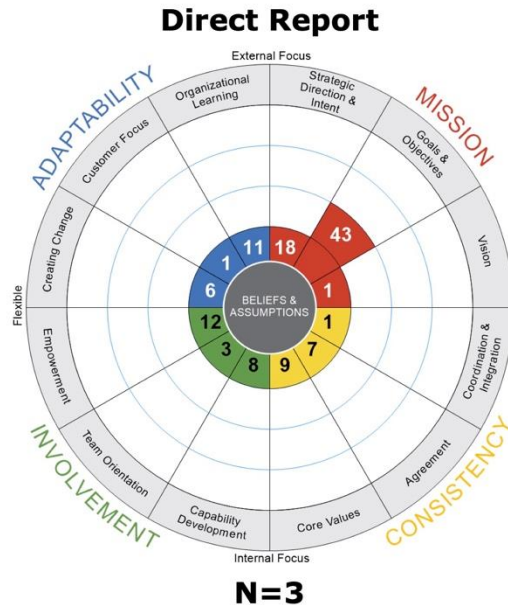 Direct Report
External Focus
ADAPTABILITY
MISSION
Organizational
Learning
Strategic
Direction &
Intent
Customer Focus
Goals &
Objectives
Creating Change
Vision
43
11
18
1
6
1
BELIEFS &
ASSUMPTIONS
Flexible
12
1
3
7
8
9
Empowerment
Coordination &
Integration
Team Orientation
Agreement
Capability
Development
Core Values
INVOLVEMENT
CONSISTENCY
Internal Focus
N=3